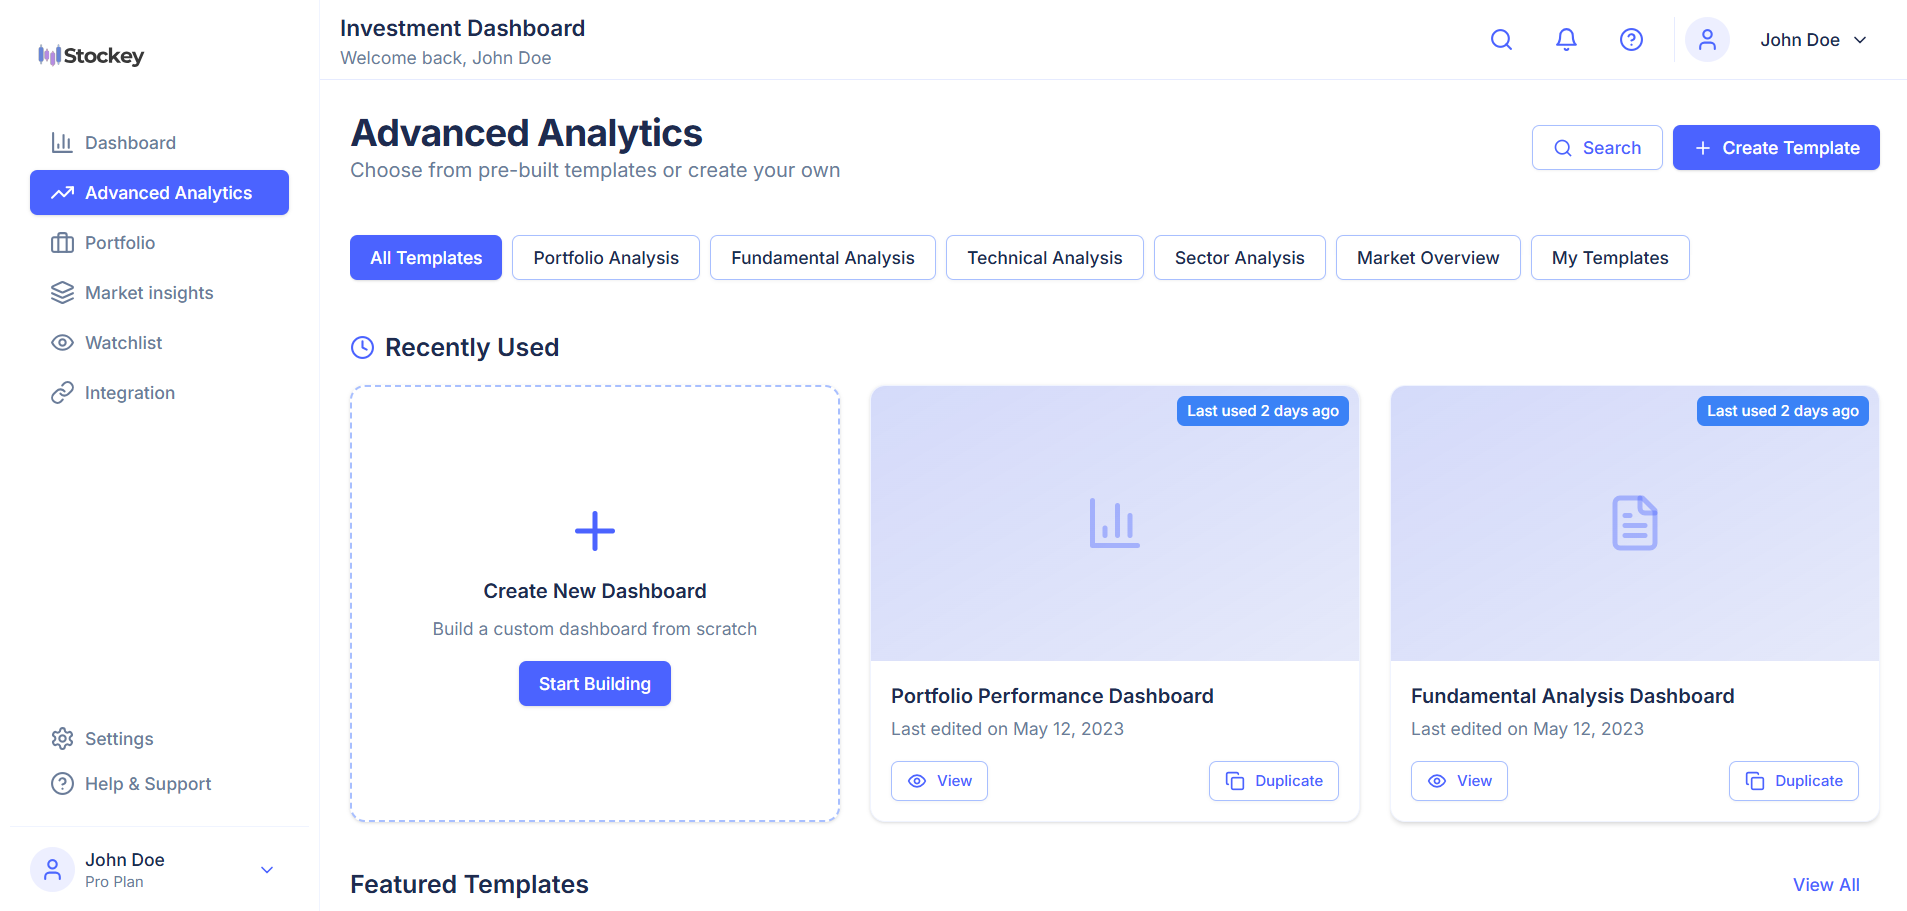 Stockey
Dashboard
Advanced Analytics
Portfolio
Market insights
Watchlist
Integration
Settings
Help & Support
John Doe
Pro Plan
Investment Dashboard
Welcome back, John Doe
John Doe
Advanced Analytics
Choose from pre-built templates or create your own
Search
Create Template
All Templates
Portfolio Analysis
Fundamental Analysis
Technical Analysis
Sector Analysis
Market Overview
My Templates
Recently Used
Create New Dashboard
Build a custom dashboard from scratch
Start Building
Last used 2 days ago
Portfolio Performance Dashboard
Last edited on May 12, 2023
View
Duplicate
Last used 2 days ago
Fundamental Analysis Dashboard
Last edited on May 12, 2023
View
Duplicate
Featured Templates
View All